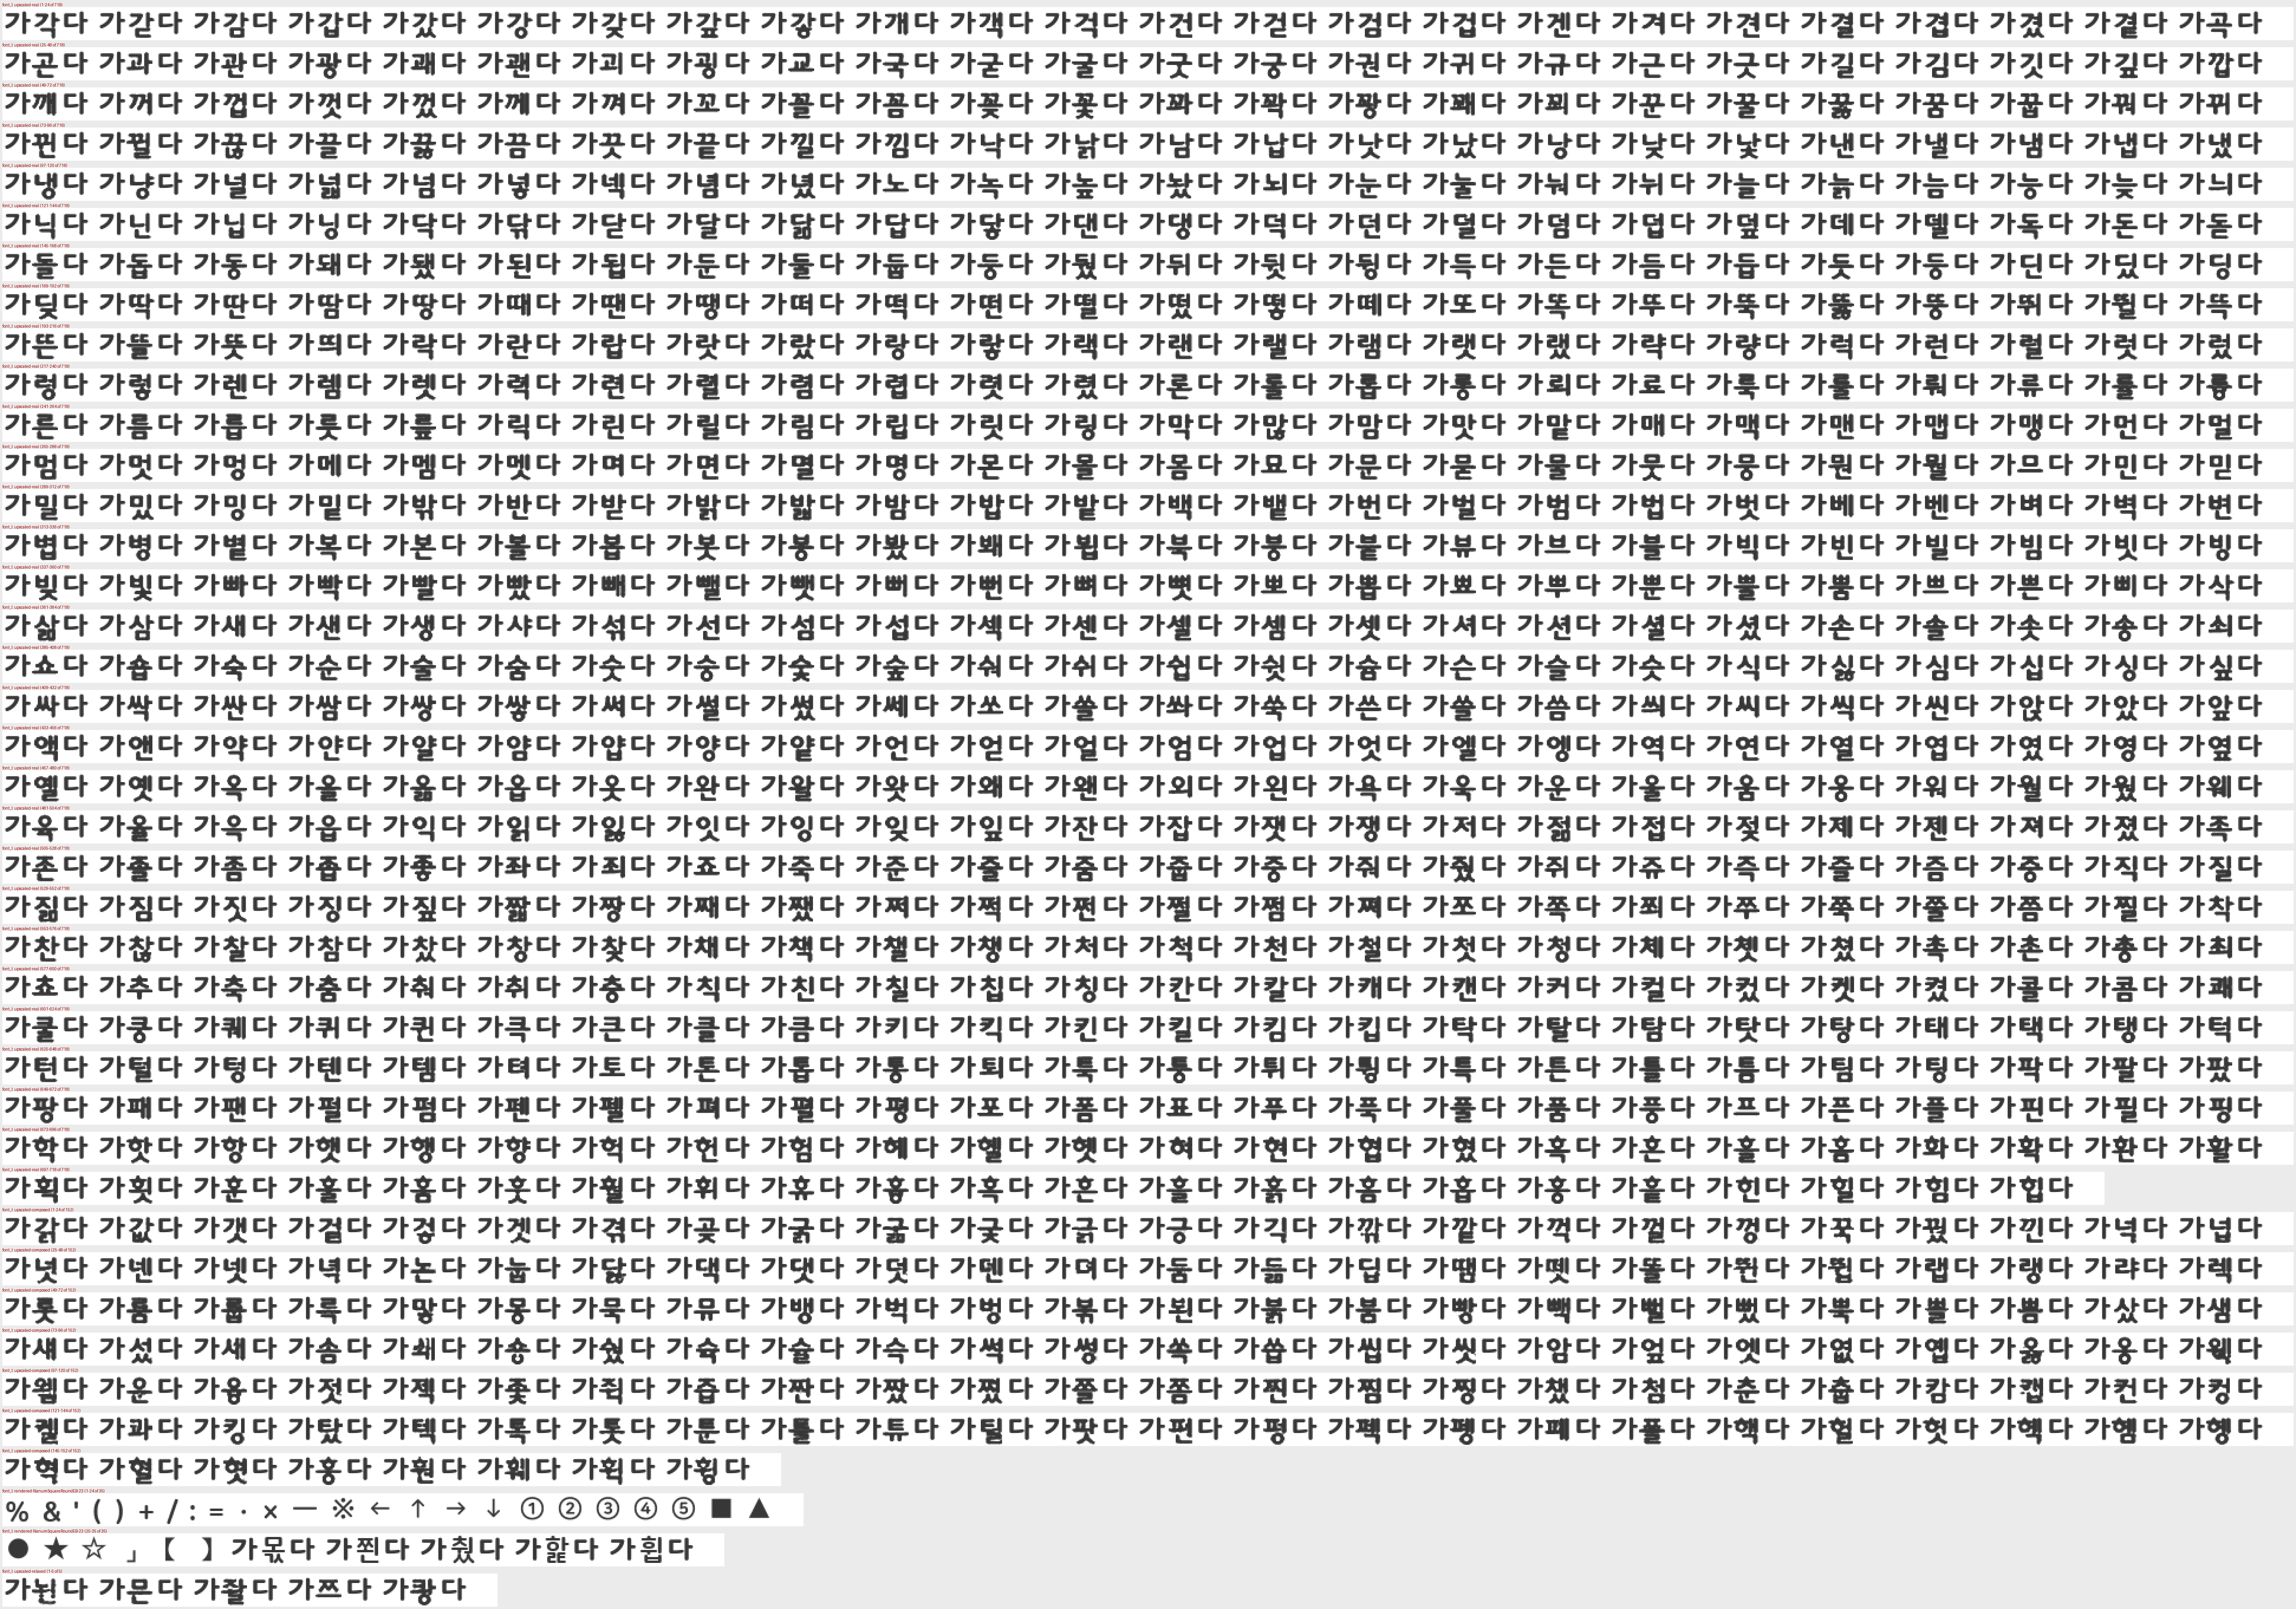 가각다 가갇다 가감다 가갑다 가갔다 가강다 가갖다 가갚다 가갛다 가개다 가객다 가걱다 가건다 가걷다 가검다 가겁다 가겐다 가겨다 가견다 가결다 가겹다 가겼다 가곁다 가곡다
가곤다 가과다 가관다 가광다 가괘다 가괜다 가괴다 가굉다 가교다 가국다 가굳다 가굴다 가굿다 가궁다 가권다 가귀다 가규다 가근다 가긋다 가길다 가김다 가깃다 가깊다 가깝다
가깨다 가꺼다 가껍다 가껏다 가껐다 가께다 가껴다 가꼬다 가꼴다 가꼼다 가꽂다 가꽃다 가꽈다 가꽉다 가꽝다 가꽤다 가꾀다 가꾼다 가꿀다 가꿇다 가꿈다 가꿉다 가꿔다 가뀌다
가뀐다 가뀔다 가끊다 가끌다 가끓다 가끔다 가끗다 가끝다 가낄다 가낌다 가낙다 가낡다 가남다 가납다 가낫다 가났다 가낭다 가낮다 가낯다 가낸다 가낼다 가냄다 가냅다 가냈다
가냉다 가냥다 가널다 가넓다 가넘다 가넣다 가넥다 가념다 가녔다 가노다 가녹다 가높다 가놨다 가뇌다 가눈다 가눌다 가눠다 가뉘다 가늘다 가늙다 가늠다 가능다 가늦다 가늬다
가닉다 가닌다 가닙다 가닝다 가닥다 가닦다 가닫다 가달다 가닮다 가답다 가닿다 가댄다 가댕다 가덕다 가던다 가덜다 가덤다 가덥다 가덮다 가데다 가델다 가독다 가돈다 가돋다
가돌다 가돕다 가동다 가돼다 가됐다 가된다 가됩다 가둔다 가둘다 가둡다 가둥다 가뒀다 가뒤다 가뒷다 가뒹다 가득다 가든다 가듬다 가듭다 가듯다 가등다 가딘다 가딨다 가딩다
가딪다 가딱다 가딴다 가땀다 가땅다 가때다 가땐다 가땡다 가떠다 가떡다 가떤다 가떨다 가떴다 가떻다 가떼다 가또다 가똑다 가뚜다 가뚝다 가뚫다 가뚱다 가뛰다 가뛸다 가뜩다
가뜬다 가뜰다 가뜻다 가띄다 가락다 가란다 가랍다 가랏다 가랐다 가랑다 가랗다 가랙다 가랜다 가랠다 가램다 가랫다 가랬다 가략다 가량다 가럭다 가런다 가럴다 가럿다 가렀다
가렁다 가렇다 가렌다 가렘다 가렛다 가력다 가련다 가렬다 가렴다 가렵다 가렷다 가렸다 가론다 가롤다 가롭다 가롱다 가뢰다 가료다 가룩다 가룰다 가뤄다 가류다 가률다 가륭다
가른다 가름다 가릅다 가릇다 가릎다 가릭다 가린다 가릴다 가림다 가립다 가릿다 가링다 가막다 가많다 가맘다 가맛다 가맡다 가매다 가맥다 가맨다 가맵다 가맹다 가먼다 가멀다
가멈다 가멋다 가멍다 가메다 가멤다 가멧다 가며다 가면다 가멸다 가명다 가몬다 가몰다 가몸다 가묘다 가문다 가묻다 가물다 가뭇다 가뭉다 가뭔다 가뭘다 가므다 가민다 가믿다
가밀다 가밌다 가밍다 가밑다 가밖다 가반다 가받다 가밝다 가밟다 가밤다 가밥다 가밭다 가백다 가뱉다 가번다 가벌다 가범다 가법다 가벗다 가베다 가벤다 가벼다 가벽다 가변다
가볍다 가병다 가볕다 가복다 가본다 가볼다 가봅다 가봇다 가봉다 가봤다 가봬다 가뵙다 가북다 가붕다 가붙다 가뷰다 가브다 가블다 가빅다 가빈다 가빌다 가빔다 가빗다 가빙다
가빚다 가빛다 가빠다 가빡다 가빨다 가빴다 가빼다 가뺄다 가뺏다 가뻐다 가뻔다 가뼈다 가뼛다 가뽀다 가뽑다 가뾰다 가뿌다 가뿐다 가뿔다 가뿜다 가쁘다 가쁜다 가삐다 가삭다
가삶다 가삼다 가새다 가샌다 가생다 가샤다 가섞다 가선다 가섬다 가섭다 가섹다 가센다 가셀다 가셈다 가셋다 가셔다 가션다 가셜다 가셨다 가손다 가솔다 가솟다 가송다 가쇠다
가쇼다 가숍다 가숙다 가순다 가술다 가숨다 가숫다 가숭다 가숯다 가숲다 가숴다 가쉬다 가쉽다 가쉿다 가슘다 가슨다 가슬다 가슷다 가식다 가싫다 가심다 가십다 가싱다 가싶다
가싸다 가싹다 가싼다 가쌈다 가쌍다 가쌓다 가써다 가썰다 가썼다 가쎄다 가쏘다 가쏠다 가쏴다 가쑥다 가쓴다 가쓸다 가씀다 가씌다 가씨다 가씩다 가씬다 가앉다 가았다 가앞다
가액다 가앤다 가약다 가얀다 가얄다 가얌다 가얍다 가양다 가얕다 가언다 가얻다 가얼다 가엄다 가업다 가엇다 가엘다 가엥다 가역다 가연다 가열다 가엽다 가였다 가영다 가옆다
가옐다 가옛다 가옥다 가올다 가옮다 가옵다 가옷다 가완다 가왈다 가왓다 가왜다 가왠다 가외다 가왼다 가욕다 가욱다 가운다 가울다 가움다 가웅다 가워다 가월다 가웠다 가웨다
가육다 가율다 가윽다 가읍다 가익다 가읽다 가잃다 가잇다 가잉다 가잊다 가잎다 가잔다 가잡다 가잿다 가쟁다 가저다 가젊다 가접다 가젖다 가제다 가젠다 가져다 가졌다 가족다
가존다 가졸다 가좀다 가좁다 가좋다 가좌다 가죄다 가죠다 가죽다 가준다 가줄다 가줌다 가줍다 가중다 가줘다 가줬다 가쥐다 가쥬다 가즉다 가즐다 가즘다 가증다 가직다 가질다
가짊다 가짐다 가짓다 가징다 가짚다 가짧다 가짱다 가째다 가쨌다 가쩌다 가쩍다 가쩐다 가쩔다 가쩜다 가쪄다 가쪼다 가쪽다 가쬐다 가쭈다 가쭉다 가쭐다 가쯤다 가찔다 가착다
가찬다 가찮다 가찰다 가참다 가찼다 가창다 가찾다 가채다 가책다 가챌다 가챙다 가처다 가척다 가천다 가철다 가첫다 가청다 가체다 가쳇다 가쳤다 가촉다 가촌다 가총다 가최다
가쵸다 가추다 가축다 가춤다 가춰다 가취다 가층다 가칙다 가친다 가칠다 가칩다 가칭다 가칸다 가칼다 가캐다 가캔다 가커다 가컬다 가컸다 가켓다 가켰다 가콜다 가콤다 가쾌다
가쿨다 가쿵다 가퀘다 가퀴다 가퀸다 가큭다 가큰다 가클다 가큼다 가키다 가킥다 가킨다 가킬다 가킴다 가킵다 가탁다 가탈다 가탐다 가탓다 가탕다 가태다 가택다 가탱다 가턱다
가턴다 가털다 가텅다 가텐다 가템다 가텨다 가토다 가톤다 가톱다 가통다 가퇴다 가툭다 가퉁다 가튀다 가튕다 가특다 가튼다 가틀다 가틈다 가팀다 가팅다 가팍다 가팔다 가팠다
가팡다 가패다 가팬다 가펄다 가펌다 가펜다 가펠다 가펴다 가펼다 가평다 가포다 가폼다 가표다 가푸다 가푹다 가풀다 가품다 가풍다 가프다 가픈다 가플다 가핀다 가필다 가핑다
가학다 가핫다 가항다 가햇다 가행다 가향다 가헉다 가헌다 가험다 가헤다 가헬다 가헷다 가혀다 가현다 가협다 가혔다 가혹다 가혼다 가홀다 가홈다 가화다 가확다 가환다 가활다
가획다 가횟다 가훈다 가훌다 가훔다 가훗다 가훨다 가휘다 가휴다 가흉다 가흑다 가흔다 가흘다 가흙다 가흠다 가흡다 가흥다 가흩다 가힌다 가힐다 가힘다 가힙다
가갉다 가값다 가갯다 가겉다 가겋다 가겟다 가겪다 가곶다 가굵다 가굶다 가궂다 가긁다 가긍다 가긱다 가깎다 가깥다 가꺽다 가껄다 가껑다 가꾹다 가꿨다 가낀다 가넉다 가넙다
가넛다 가넨다 가넷다 가녁다 가논다 가눕다 가닳다 가댁다 가댓다 가덧다 가덴다 가뎌다 가둠다 가듦다 가딥다 가땜다 가뗏다 가똘다 가뛴다 가뜁다 가랩다 가랭다 가랴다 가렉다
가롯다 가룸다 가룹다 가륙다 가맣다 가몽다 가묵다 가뮤다 가뱅다 가벅다 가벙다 가볶다 가뵌다 가붉다 가붐다 가빵다 가빽다 가뻘다 가뻤다 가뿍다 가쁠다 가쁨다 가샀다 가샘다
가섀다 가섰다 가세다 가솜다 가쇄다 가숑다 가쉈다 가슉다 가슐다 가슥다 가썩다 가썽다 가쏙다 가씁다 가씹다 가씻다 가암다 가엎다 가엣다 가엾다 가옙다 가옳다 가옹다 가웩다
가윕다 가윤다 가융다 가젓다 가젝다 가좇다 가쥑다 가즙다 가짠다 가짰다 가쩠다 가쫄다 가쫌다 가찐다 가찜다 가찡다 가챘다 가첨다 가춘다 가춥다 가캄다 가캡다 가컨다 가컹다
가켈다 가콰다 가킹다 가탔다 가텍다 가톡다 가톳다 가툰다 가툴다 가튜다 가틸다 가팟다 가펀다 가펑다 가펙다 가펭다 가폐다 가폴다 가핵다 가헐다 가헛다 가헥다 가헴다 가헹다
가혁다 가혈다 가혓다 가홍다 가훤다 가훼다 가휙다 가휭다
% & ' ( ) + / : = · × — ※ ← ↑ → ↓ ① ② ③ ④ ⑤ ■ ▲
● ★ ☆ 」 【 】 가몫다 가찐다 가췄다 가핥다 가휩다
가뇐다 가믄다 가좔다 가쯔다 가쾅다